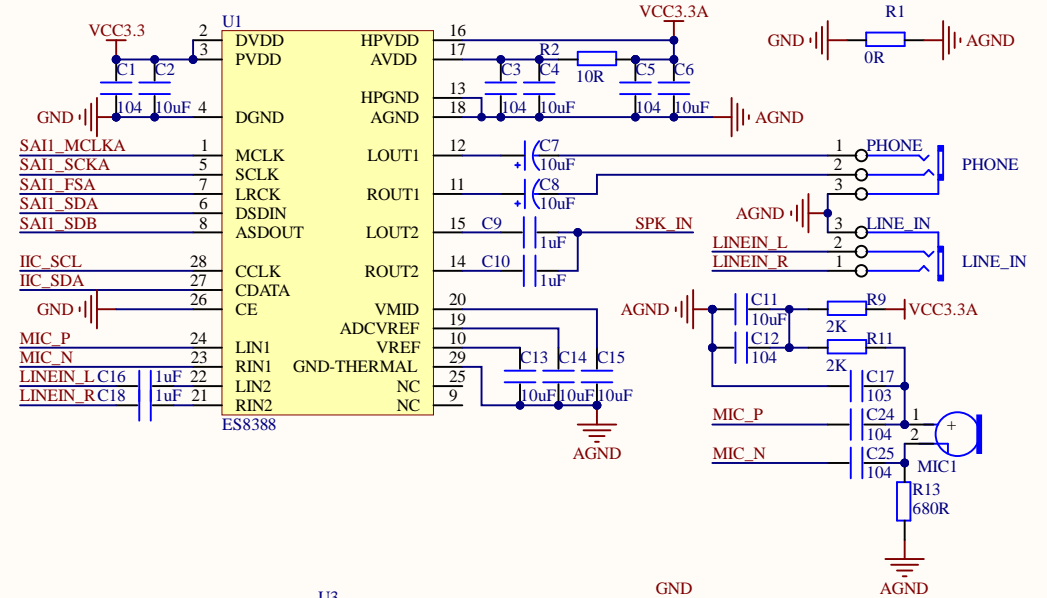 U1
VCC3.3
2
3
DVDD
PVDD
C1
C2
104
10uF
4
GND
DGND
SAI1_MCLKA
1
MCLK
SAI1_SCKA
5
SCLK
SAI1_FSA
7
LRCK
SAI1_SDA
6
DSDIN
SAI1_SDB
8
ASDOUT
IIC_SCL
28
CCLK
IIC_SDA
27
CDATA
GND
26
CE
MIC_P
24
LIN1
MIC_N
23
RIN1
LINEIN_L
C16
1uF
22
LIN2
LINEIN_R
C18
1uF
21
RIN2
ES8388
HPVDD
16
AVDD
17
HPGND
13
AGND
18
LOUT1
12
ROUT1
11
LOUT2
15
ROUT2
14
VMID
20
ADCVREF
19
VREF
10
GND-THERMAL
29
NC
25
NC
9
VCC3.3A
R2
10R
C3
C4
C5
C6
104
10uF
104
10uF
AGND
+
C7
10uF
+
C8
10uF
C9
1uF
SPK_IN
C10
1uF
C13
C14
C15
10uF
10uF
10uF
AGND
R1
GND
AGND
0R
1
PHONE
2
3
PHONE
AGND
3
LINE_IN
LINEIN_L
2
LINEIN_R
1
LINE_IN
AGND
C11
10uF
R9
2K
VCC3.3A
C12
104
R11
2K
C17
103
MIC_P
C24
104
1
+
2
MIC_N
C25
104
MIC1
R13
680R
AGND
U3
GND